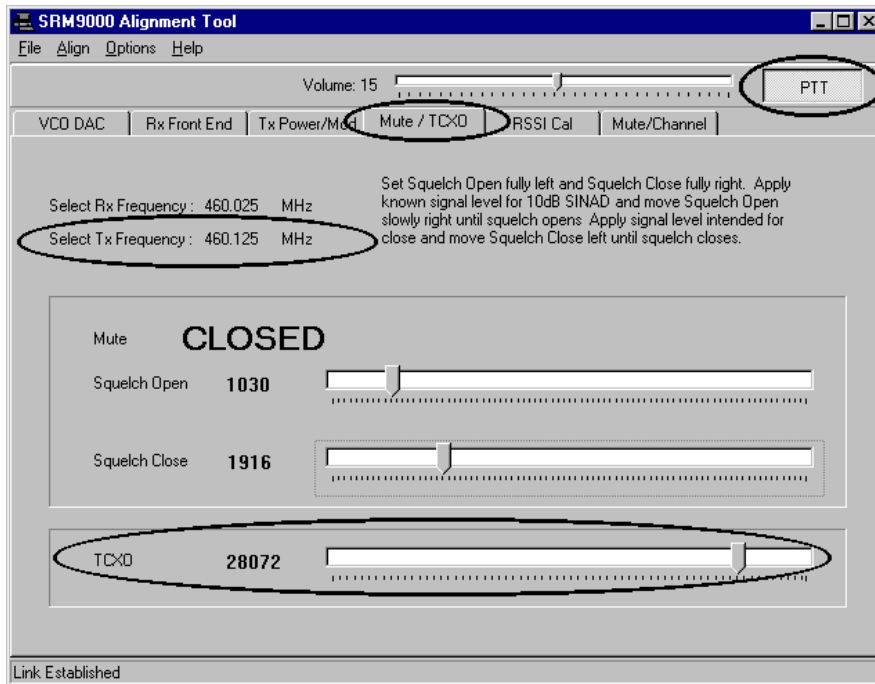 SRM9000 Alignment Tool
File Align Options Help
Volume: 15
PTT
VCO DAC
Rx Front End
Tx Power/Mod
Mute / TCXO
RSSI Cal
Mute/Channel
Select Rx Frequency : 460.025 MHz
Select Tx Frequency : 460.125 MHz
Set Squelch Open fully left and Squelch Close fully right. Apply
known signal level for 10dB SINAD and move Squelch Open
slowly right until squelch opens Apply signal level intended for
close and move Squelch Close left until squelch closes.
Mute CLOSED
Squelch Open 1030
Squelch Close 1916
TCXO 28072
Link Established